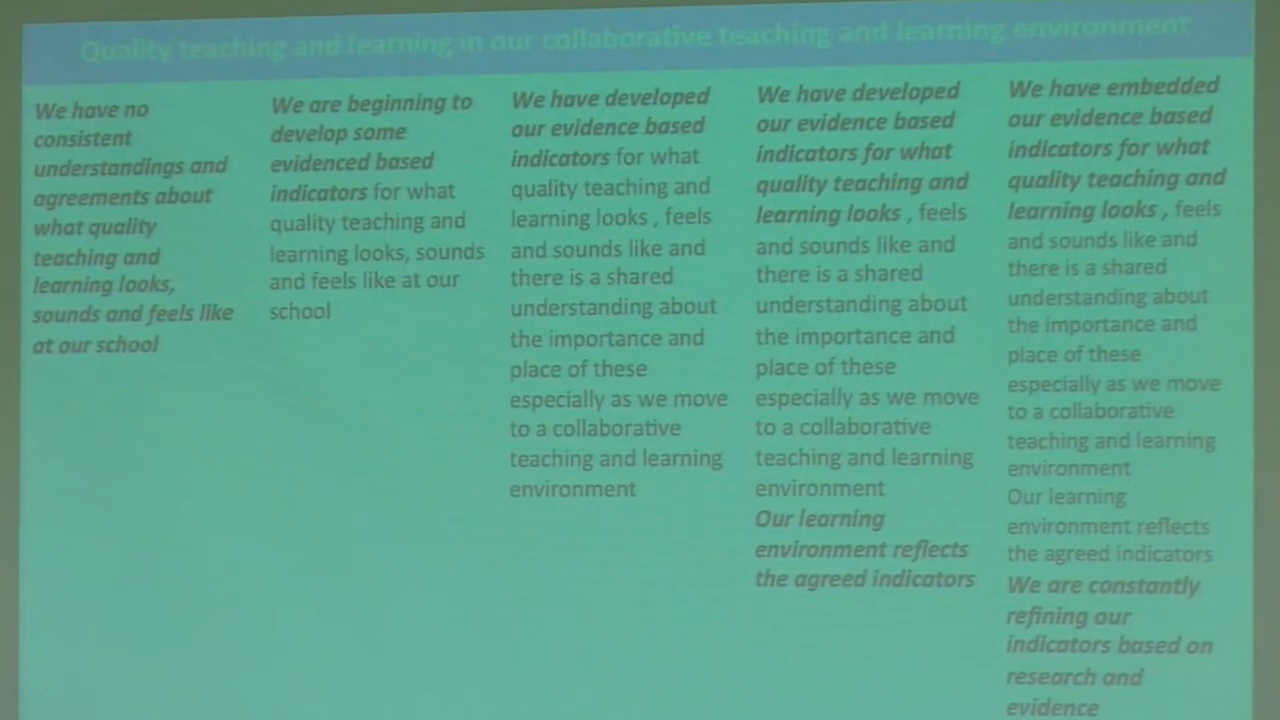 Quality teaching and learning in our collaborative teaching and learning environment
We have no
consistent
understandings and
agreements about
what quality
teaching and
learning looks,
sounds and feels like
at our school
We are beginning to
develop some
evidenced based
indicators for what
quality teaching and
learning looks, sounds
and feels like at our
school
We have developed
our evidence based
indicators for what
quality teaching and
learning looks , feels
and sounds like and
there is a shared
understanding about
the importance and
place of these
especially as we move
to a collaborative
teaching and learning
environment
We have developed
our evidence based
indicators for what
quality teaching and
learning looks , feels
and sounds like and
there is a shared
understanding about
the importance and
place of these
especially as we move
to a collaborative
teaching and learning
environment
Our learning
environment reflects
the agreed indicators
We have embedded
our evidence based
indicators for what
quality teaching and
learning looks , feels
and sounds like and
there is a shared
understanding about
the importance and
place of these
especially as we move
to a collaborative
teaching and learning
environment
Our learning
environment reflects
the agreed indicators
We are constantly
refining our
indicators based on
research and
evidence